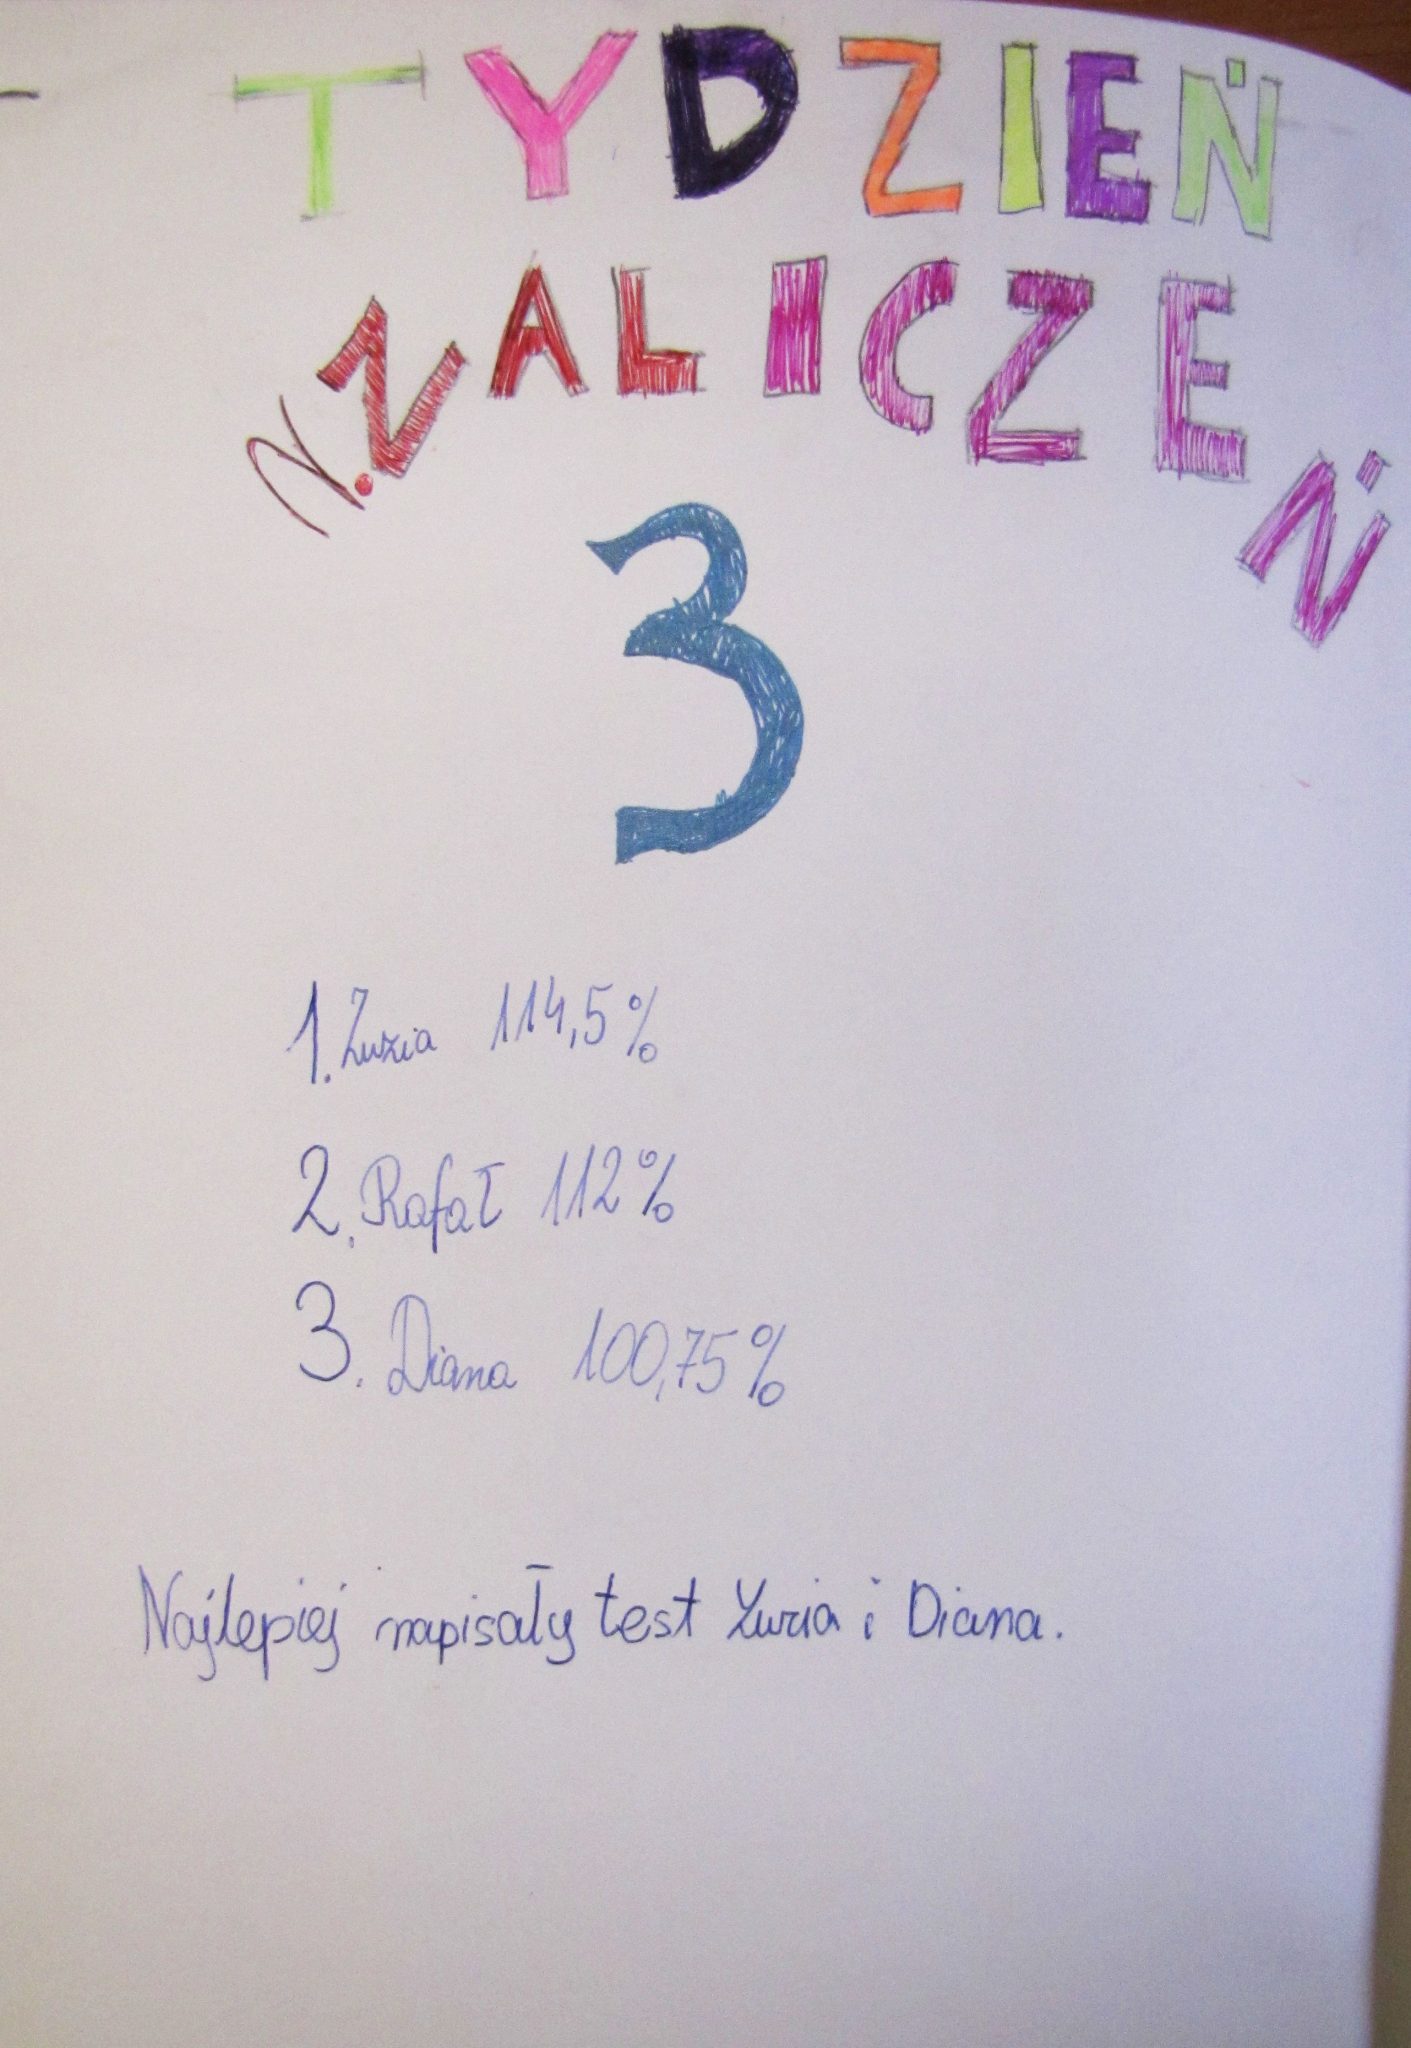 TYDZIEŃ
N. ZALICZEŃ
3
1. Zuzia 114,5%
2. Rafał 112%
3. Diana 100,75%
Najlepiej napisały test Zuzia i Diana.